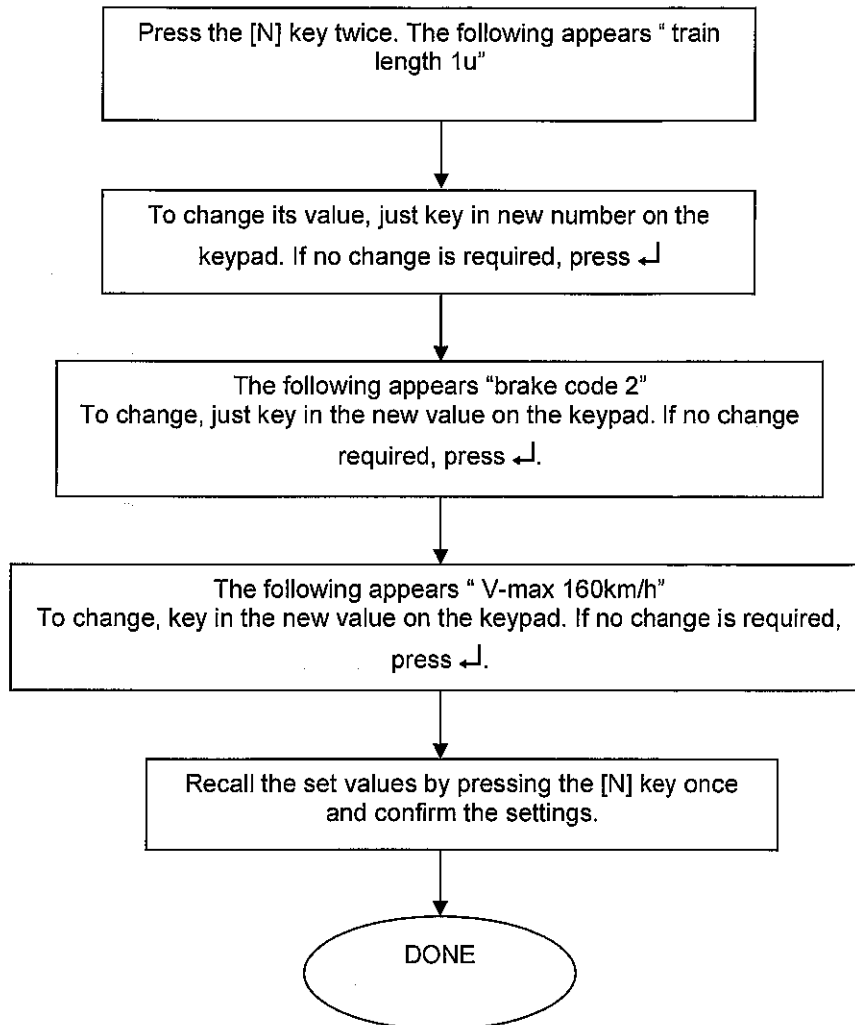 Press the [N] key twice. The following appears “ train
length 1u”
To change its value, just key in new number on the
keypad. If no change is required, press ↵
The following appears “brake code 2”
To change, just key in the new value on the keypad. If no change
required, press ↵.
The following appears “ V-max 160km/h”
To change, key in the new value on the keypad. If no change is required,
press ↵.
Recall the set values by pressing the [N] key once
and confirm the settings.
DONE